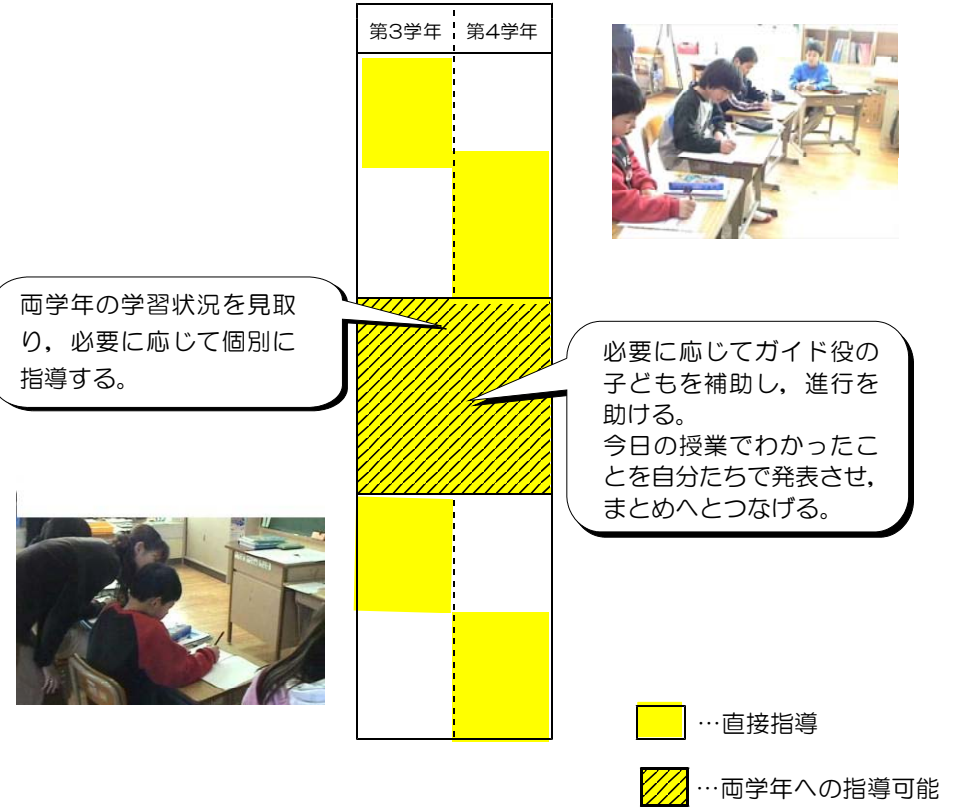 第3学年 第4学年
両学年の学習状況を見取
り，必要に応じて個別に
指導する。
必要に応じてガイド役の
子どもを補助し，進行を
助ける。
今日の授業でわかったこ
とを自分たちで発表させ，
まとめへとつなげる。
…直接指導
…両学年への指導可能